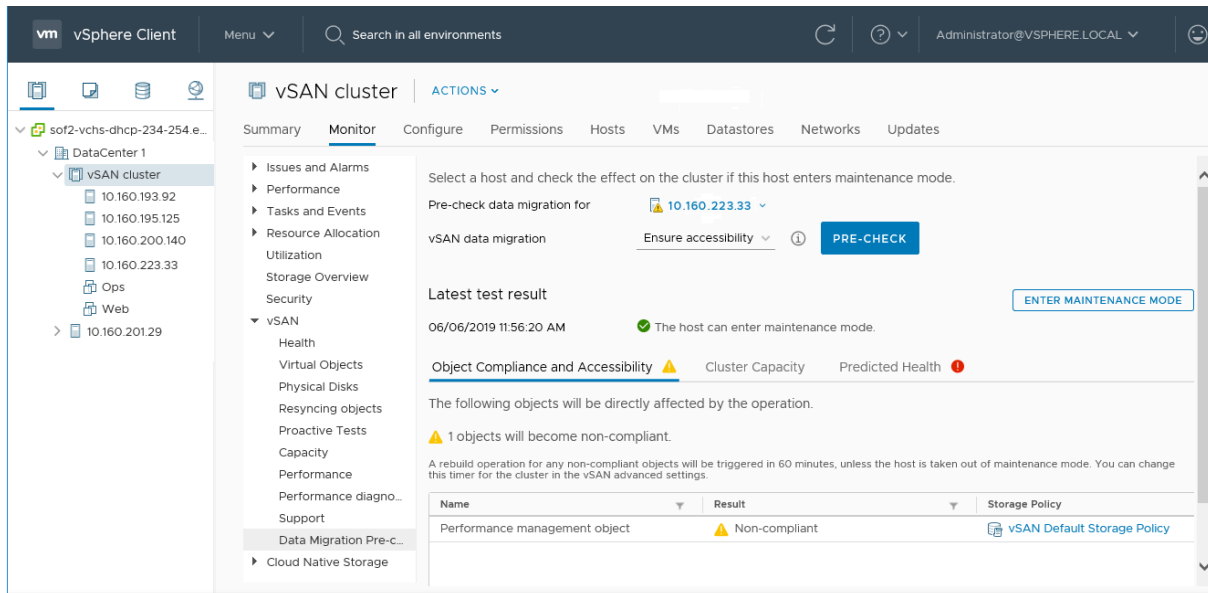 vm vSphere Client Menu Search in all environments Administrator@VSPHERE.LOCAL
vSAN cluster ACTIONS
Summary Monitor Configure Permissions Hosts VMs Datastores Networks Updates
sof2-vchs-dhcp-234-254.e...
DataCenter 1
vSAN cluster
10.160.193.92
10.160.195.125
10.160.200.140
10.160.223.33
Ops
Web
10.160.201.29
Issues and Alarms
Performance
Tasks and Events
Resource Allocation
Utilization
Storage Overview
Security
vSAN
Health
Virtual Objects
Physical Disks
Resyncing objects
Proactive Tests
Capacity
Performance
Performance diagno...
Support
Data Migration Pre-c...
Cloud Native Storage
Select a host and check the effect on the cluster if this host enters maintenance mode.
Pre-check data migration for 10.160.223.33
vSAN data migration Ensure accessibility PRE-CHECK
Latest test result
ENTER MAINTENANCE MODE
06/06/2019 11:56:20 AM The host can enter maintenance mode.
Object Compliance and Accessibility Cluster Capacity Predicted Health
The following objects will be directly affected by the operation.
1 objects will become non-compliant.
A rebuild operation for any non-compliant objects will be triggered in 60 minutes, unless the host is taken out of maintenance mode. You can change
this timer for the cluster in the vSAN advanced settings.
Name Result Storage Policy
Performance management object Non-compliant vSAN Default Storage Policy